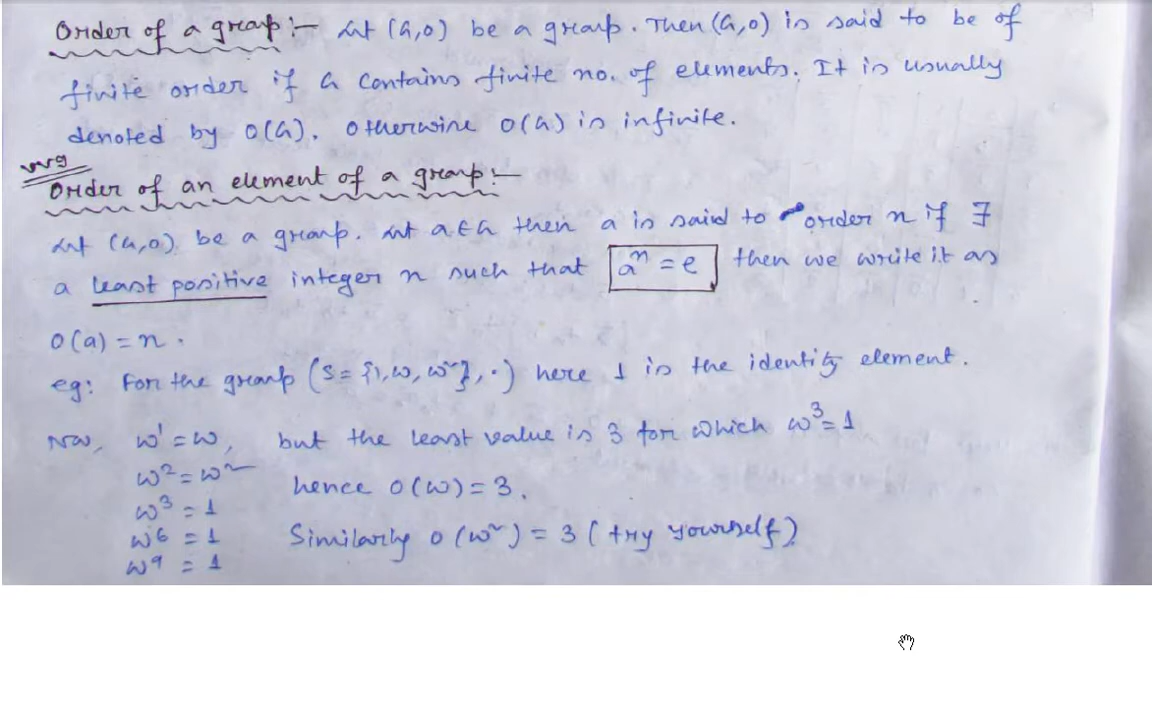 Order of a group:- Let (G,o) be a group. Then (G,o) is said to be of
finite order if G contains finite no. of elements. It is usually
denoted by O(G). Otherwise O(G) is infinite.
Order of an element of a group:-
Let (G,o) be a group. Let a∈G then a is said to order n if ∃
a least positive integer n such that aⁿ = e then we write it as
O(a) = n.
eg: For the group (S = {1, ω, ω²}, ·) here 1 is the identity element.
Now, ω¹ = ω, but the least value is 3 for which ω³ = 1
ω² = ω²
hence O(ω) = 3.
ω³ = 1
ω⁶ = 1 Similarly O(ω²) = 3 (try yourself)
ω⁹ = 1